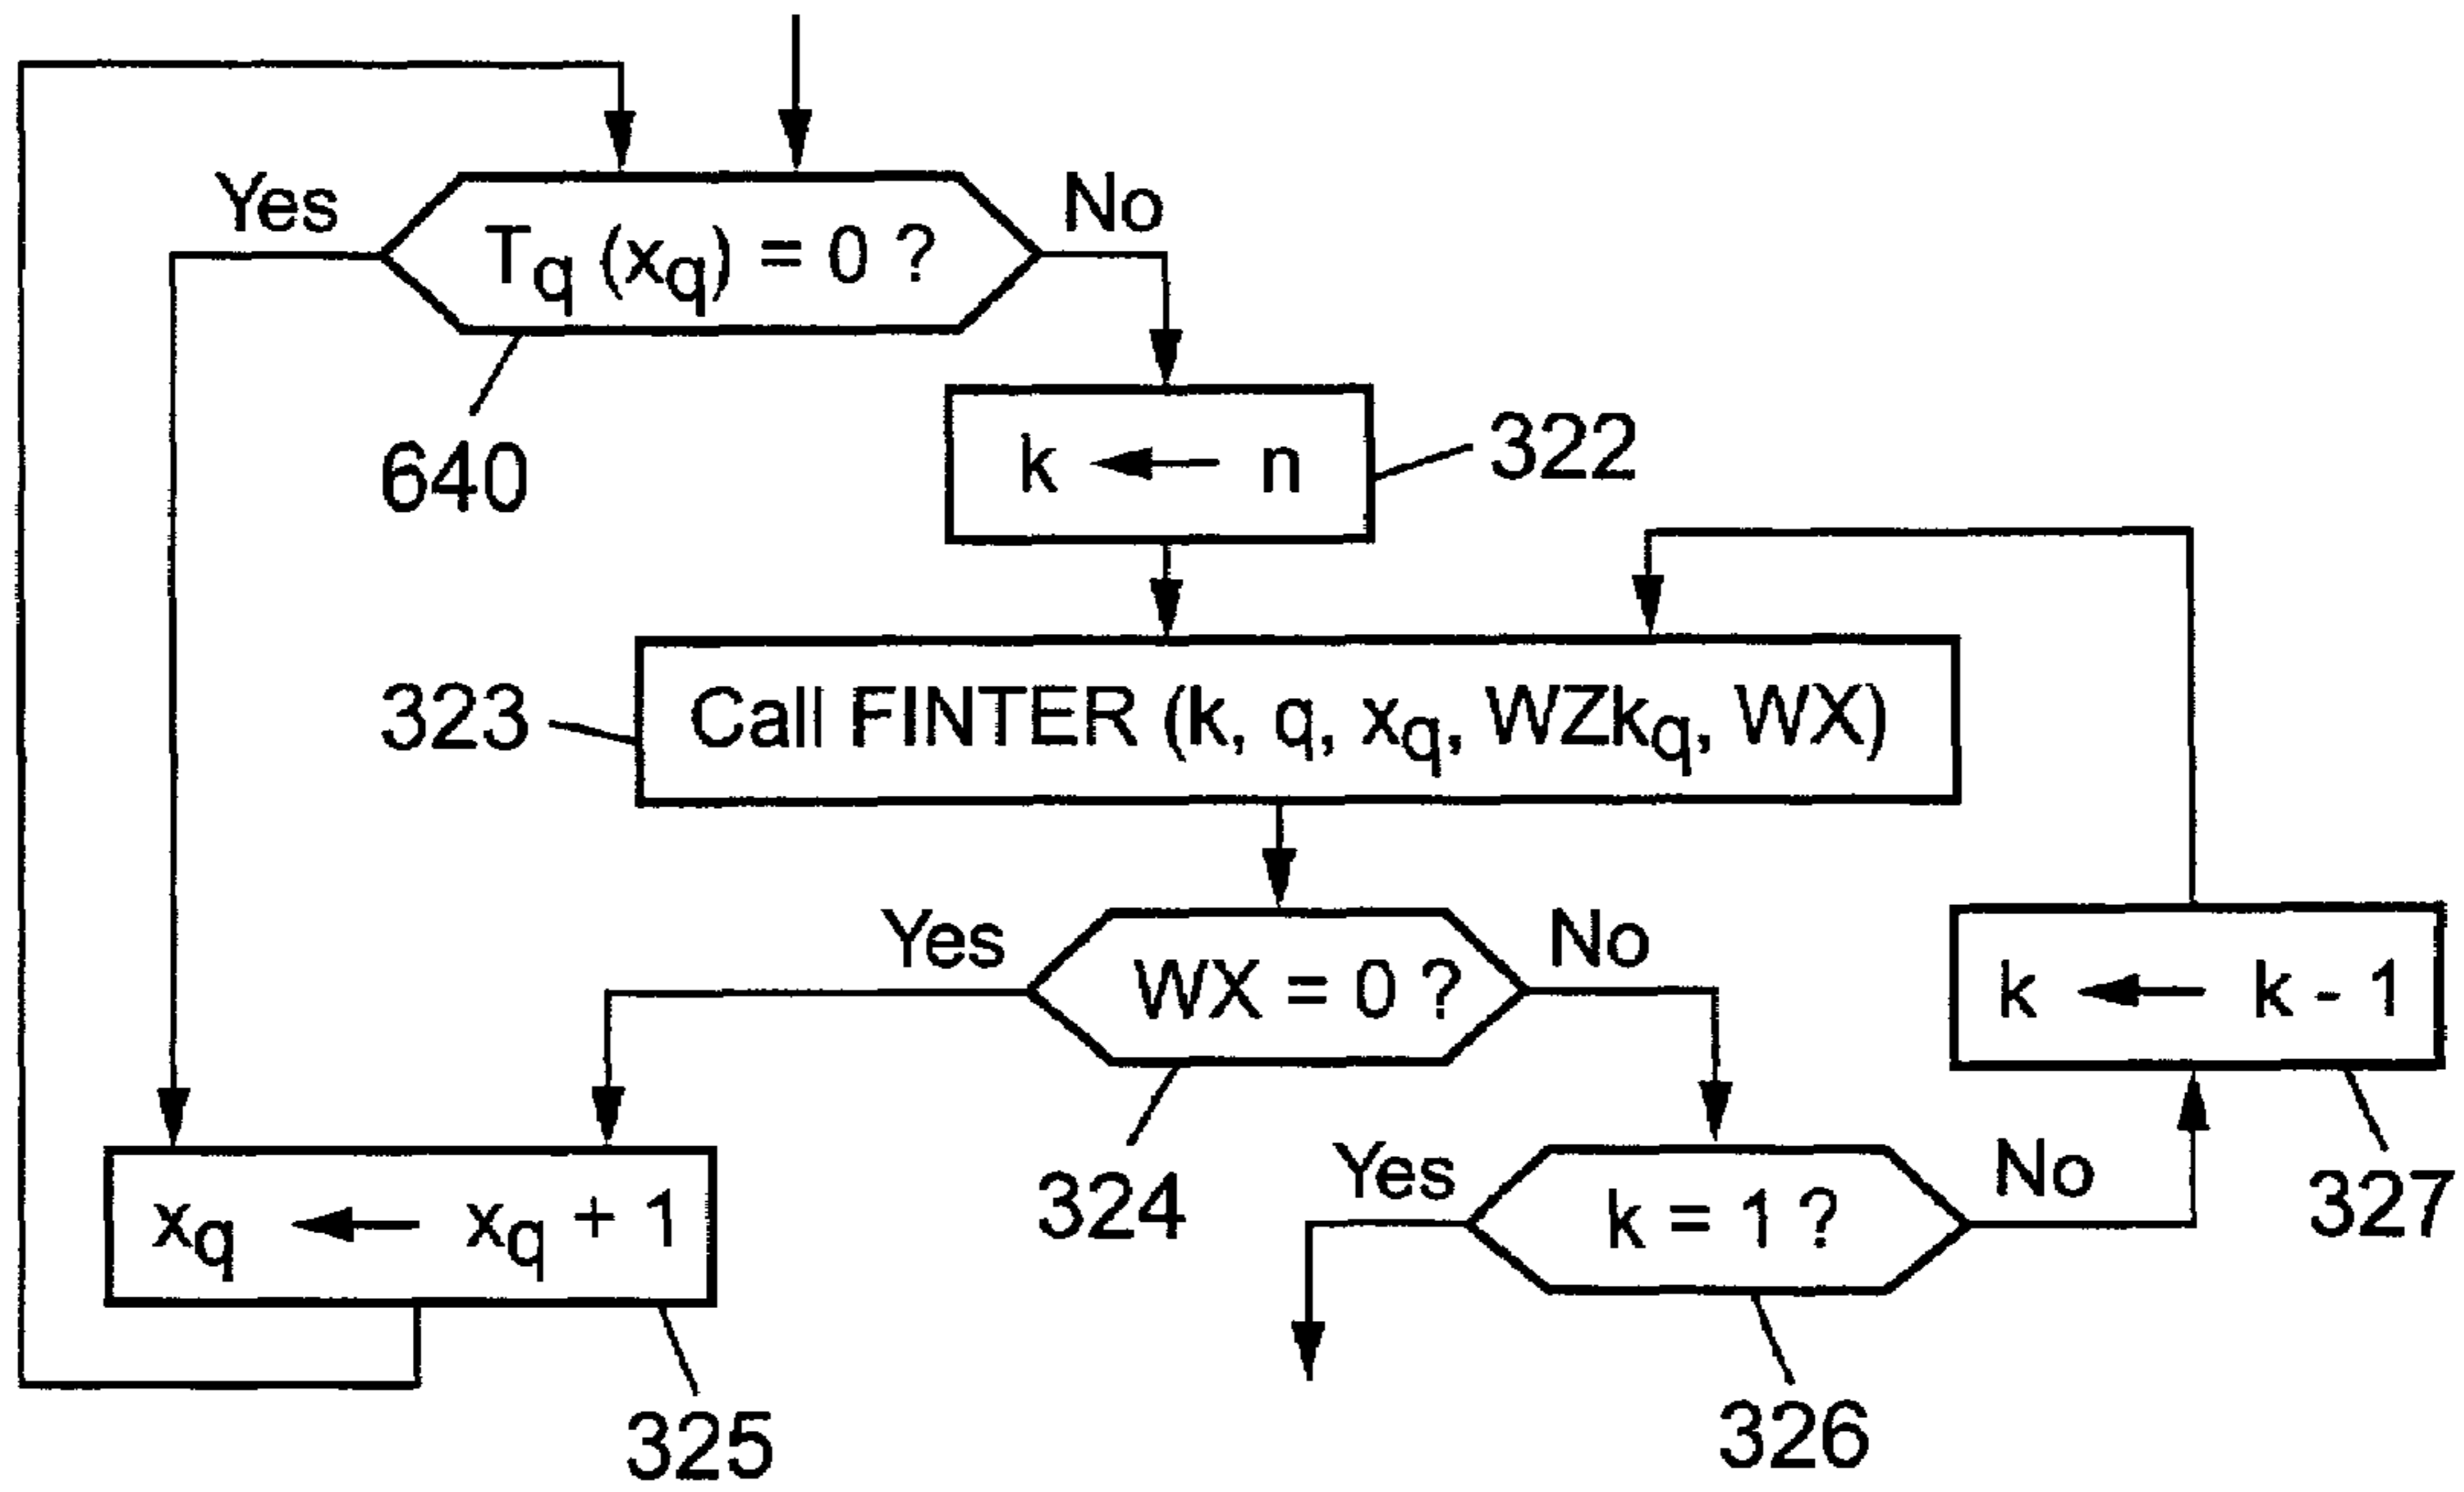 Yes
No
Tq (xq) = 0 ?
640
k ← n
322
323
Call FINTER (k, q, xq, WZkq, WX)
Yes
No
WX = 0 ?
k ← k - 1
324
Yes
No
327
xq ← xq + 1
k = 1 ?
325
326